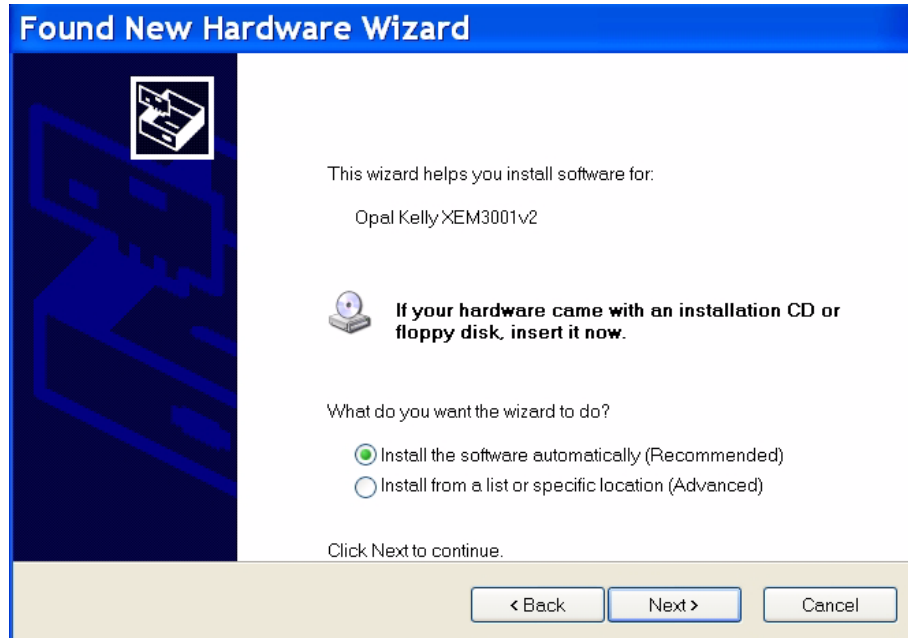 Found New Hardware Wizard
This wizard helps you install software for:
Opal Kelly XEM3001v2
If your hardware came with an installation CD or
floppy disk, insert it now.
What do you want the wizard to do?
Install the software automatically (Recommended)
Install from a list or specific location (Advanced)
Click Next to continue.
< Back Next > Cancel